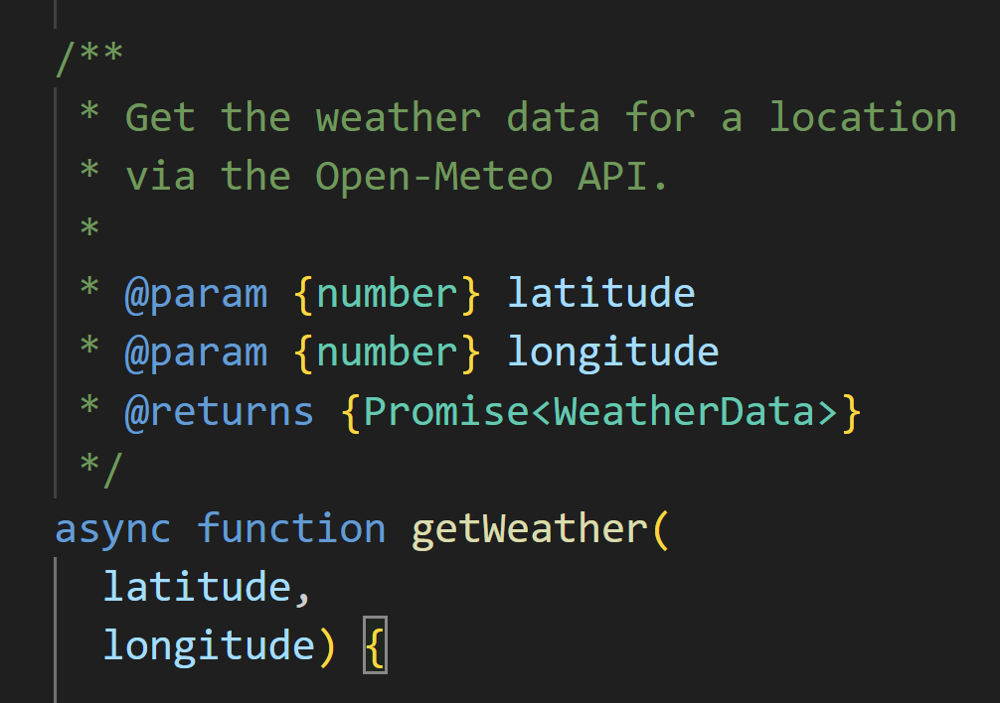 /**
 * Get the weather data for a location
 * via the Open-Meteo API.
 *
 * @param {number} latitude
 * @param {number} longitude
 * @returns {Promise<WeatherData>}
 */
async function getWeather(
  latitude,
  longitude) {